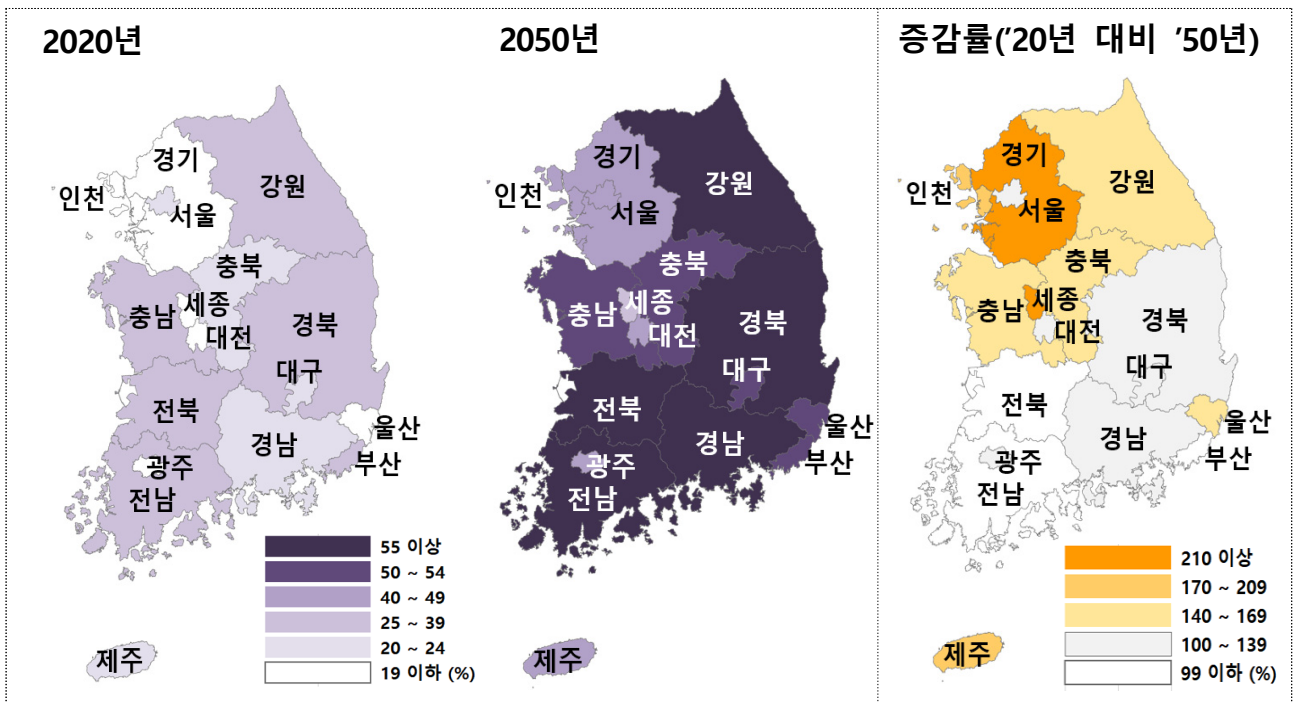 2020년
경기
인천
서울
강원
충북
세종
충남
대전
경북
대구
전북
경남
울산
광주
부산
전남
제주
55 이상
50 ~ 54
40 ~ 49
25 ~ 39
20 ~ 24
19 이하 (%)
2050년
경기
인천
서울
강원
충북
세종
충남
대전
경북
대구
전북
경남
울산
광주
부산
전남
제주
증감률('20년 대비 '50년)
경기
인천
서울
강원
충북
세종
충남
대전
경북
대구
전북
경남
울산
광주
부산
전남
제주
210 이상
170 ~ 209
140 ~ 169
100 ~ 139
99 이하 (%)